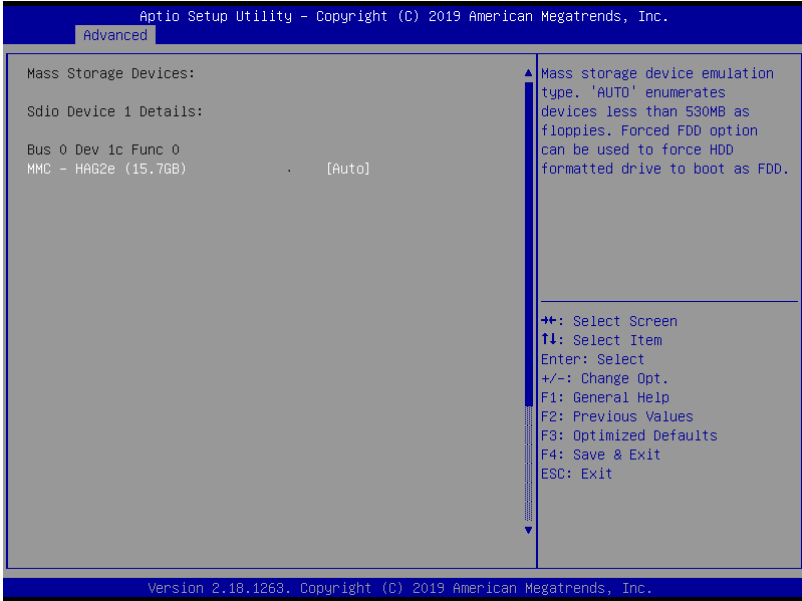 Aptio Setup Utility – Copyright (C) 2019 American Megatrends, Inc.
Advanced
Mass Storage Devices:
Sdio Device 1 Details:
Bus 0 Dev 1c Func 0
MMC – HAG2e (15.7GB) . [Auto]
Mass storage device emulation
type. 'AUTO' enumerates
devices less than 530MB as
floppies. Forced FDD option
can be used to force HDD
formatted drive to boot as FDD.
→←: Select Screen
↑↓: Select Item
Enter: Select
+/-: Change Opt.
F1: General Help
F2: Previous Values
F3: Optimized Defaults
F4: Save & Exit
ESC: Exit
Version 2.18.1263. Copyright (C) 2019 American Megatrends, Inc.